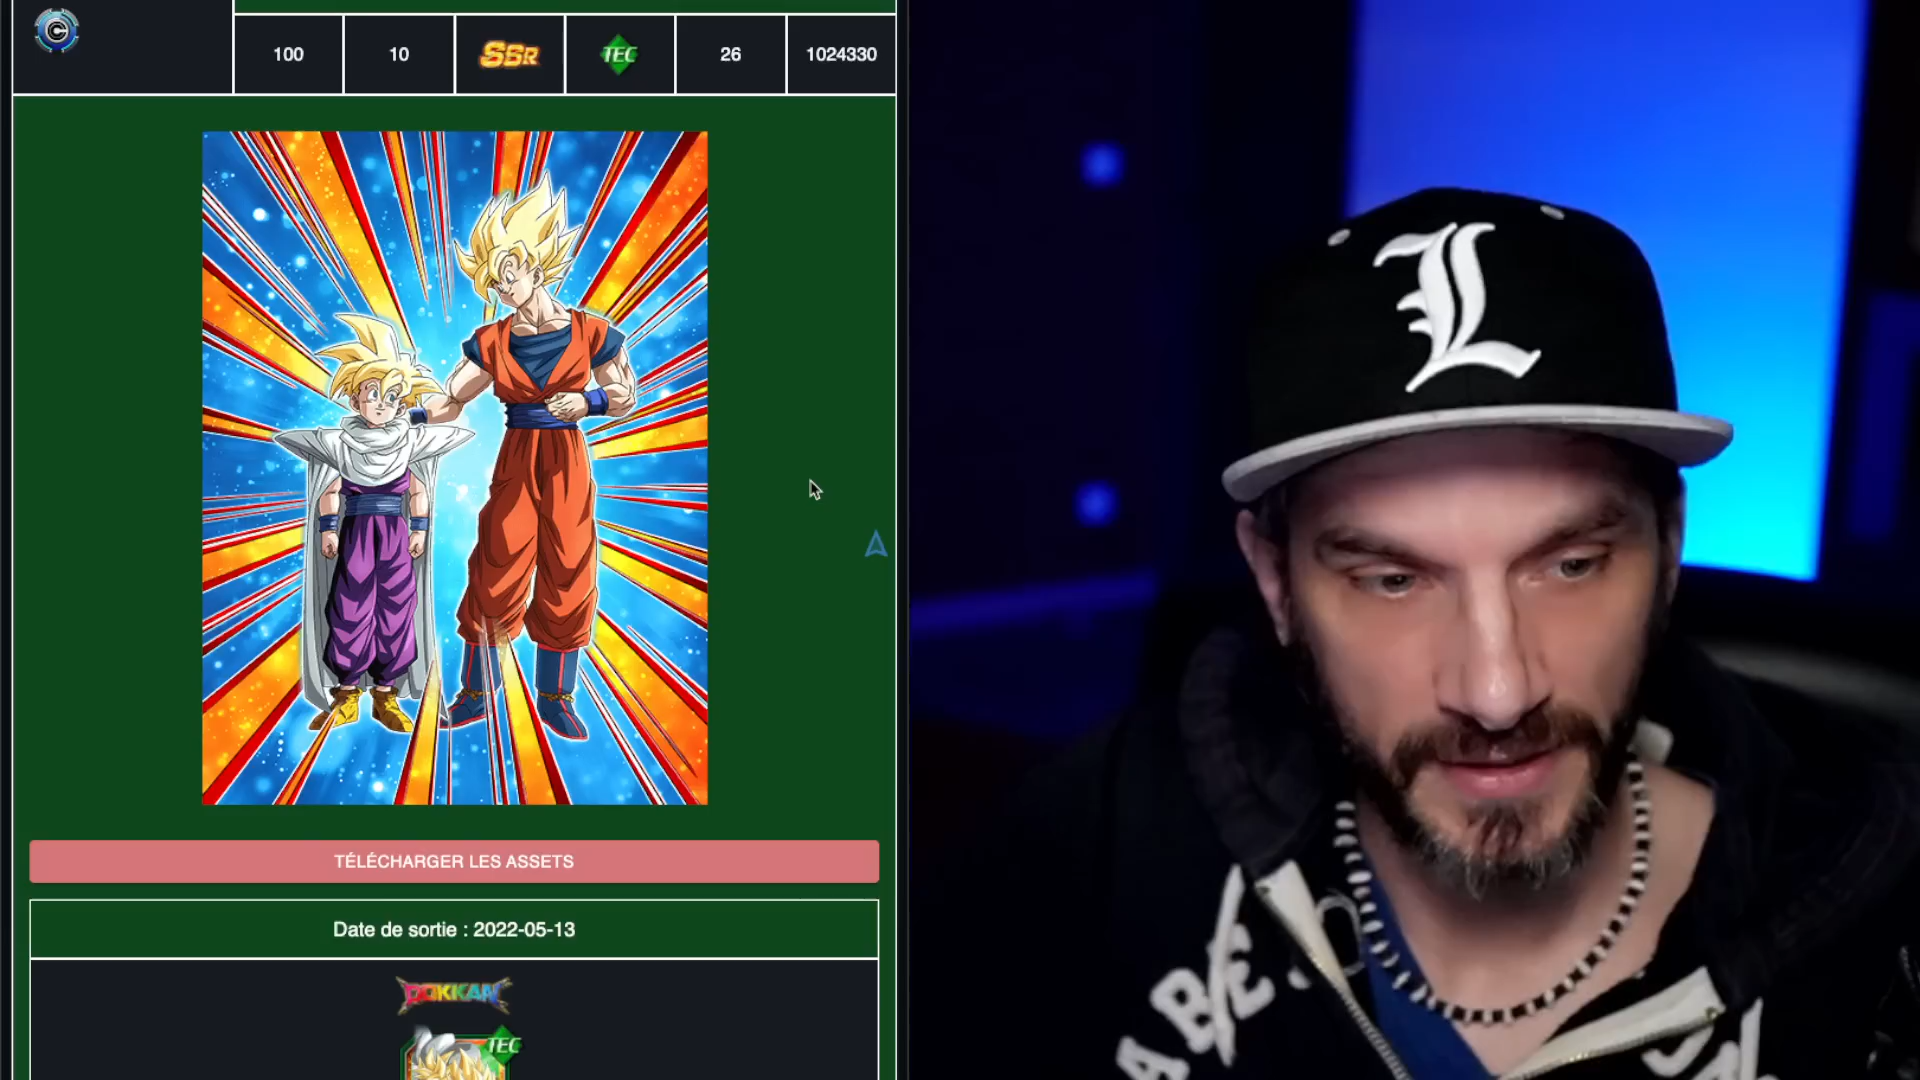 100 10 SSR TEC 26 1024330
L
TÉLÉCHARGER LES ASSETS
Date de sortie : 2022-05-13
DOKKAN
TEC